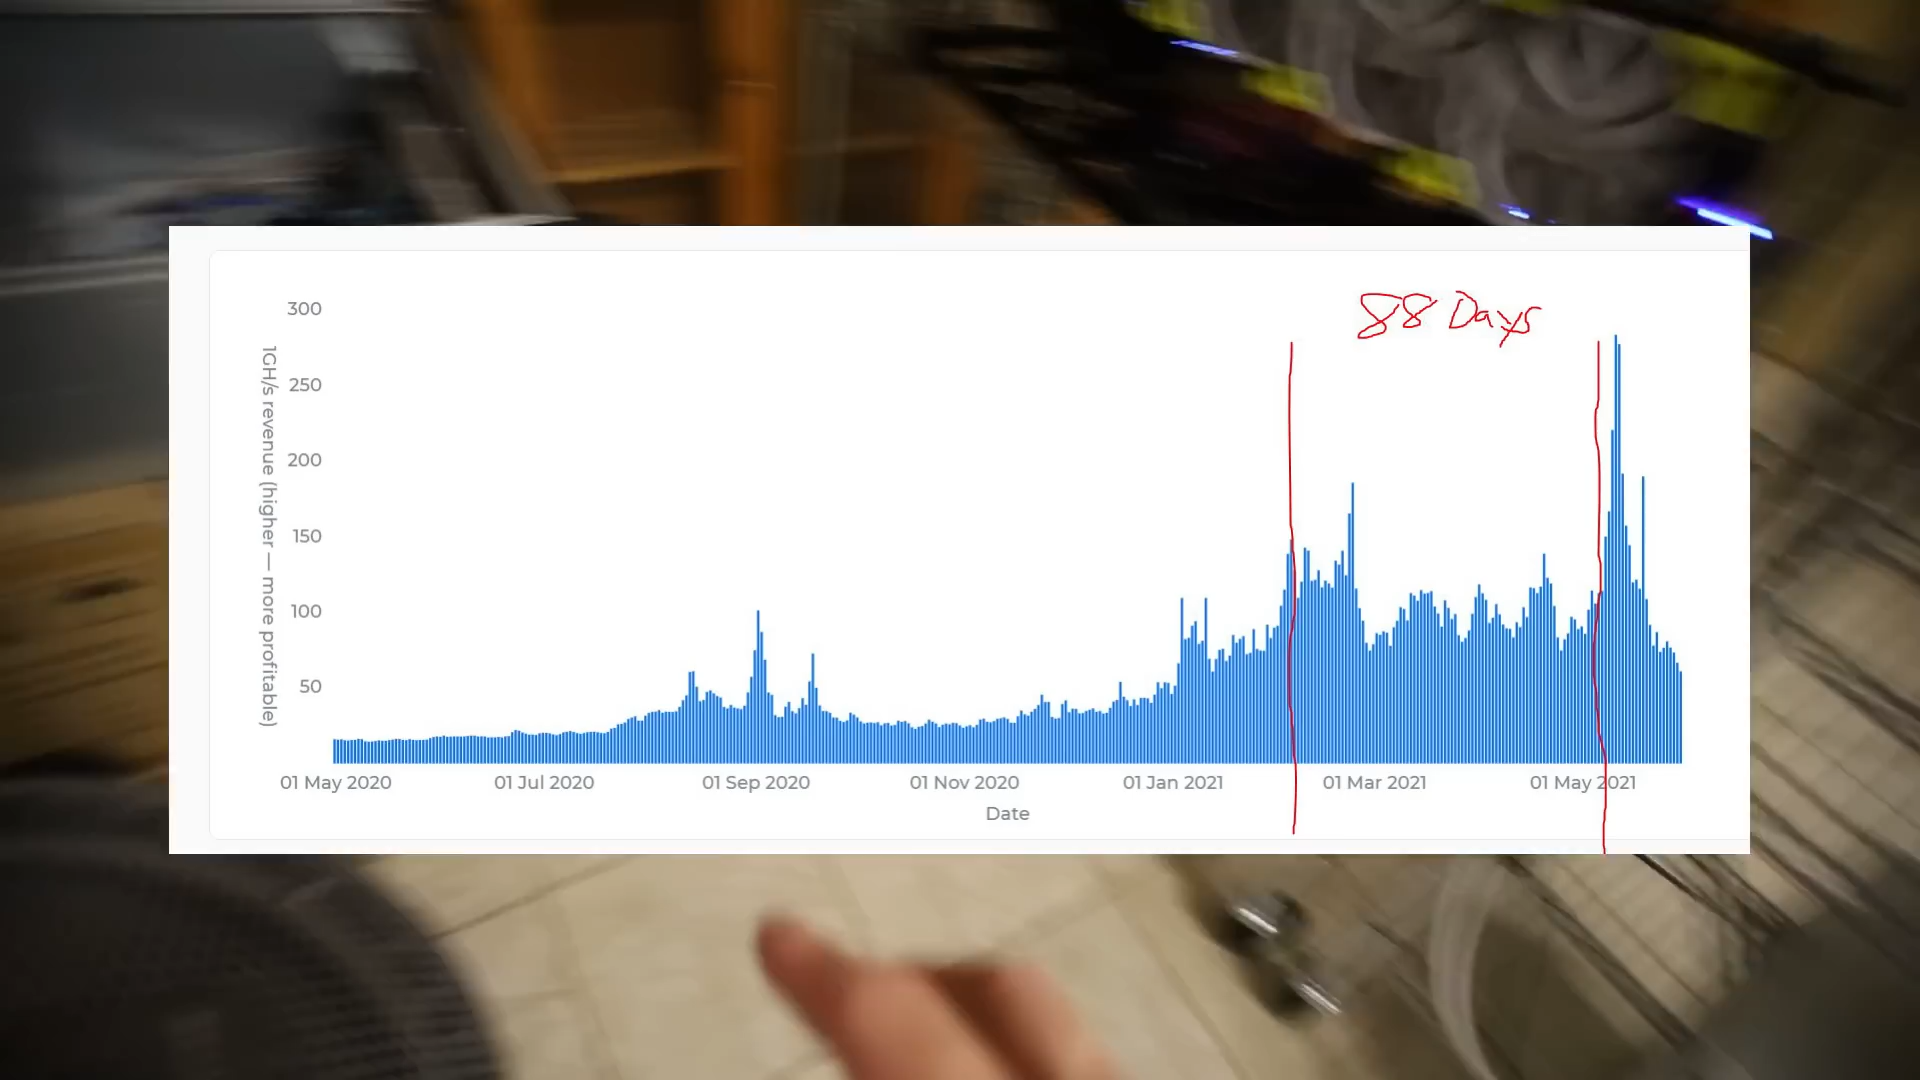 88 Days
300
250
200
150
100
50
1GH/s revenue (higher — more profitable)
01 May 2020
01 Jul 2020
01 Sep 2020
01 Nov 2020
01 Jan 2021
01 Mar 2021
01 May 2021
Date